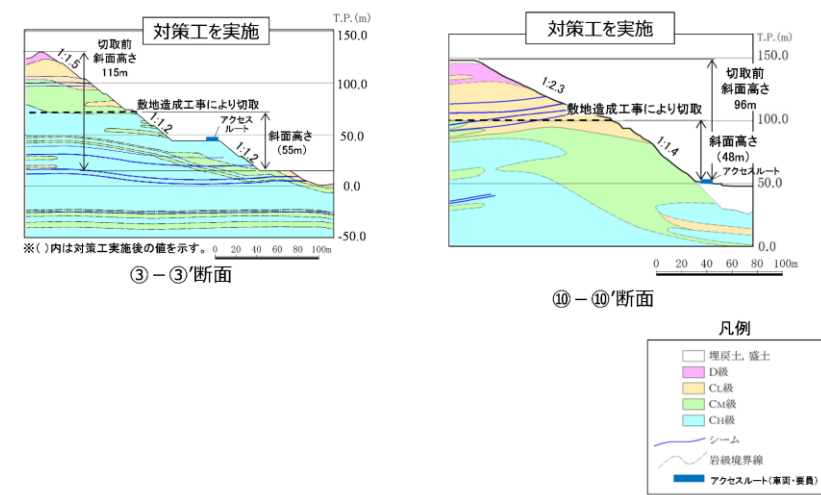 対策工を実施
T.P.(m)
150.0
100.0
50.0
0.0
-50.0
1:1.5
切取前
斜面高さ
115m
敷地造成工事により切取
1:1.2
アクセス
ルート
斜面高さ
(55m)
1:1.2
※( )内は対策工実施後の値を示す。
0 20 40 60 80 100m
③－③’断面
対策工を実施
T.P.(m)
150.0
100.0
50.0
0.0
1:2.3
切取前
斜面高さ
96m
敷地造成工事により切取
1:1.4
斜面高さ
(48m)
アクセスルート
0 20 40 60 80 100m
⑩－⑩’断面
凡例
埋戻土, 盛土
D級
CL級
CM級
CH級
シーム
岩級境界線
アクセスルート(車両・要員)